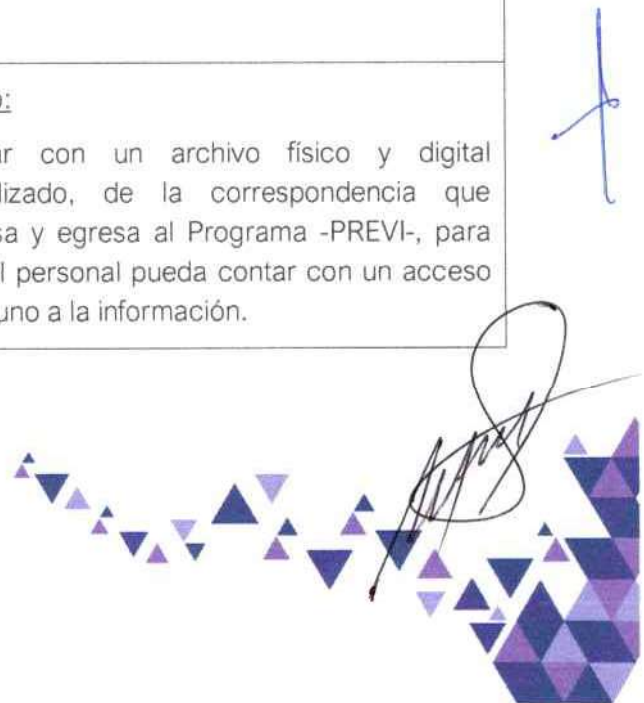 o:
ar con un archivo físico y digital
lizado, de la correspondencia que
sa y egresa al Programa -PREVI-, para
l personal pueda contar con un acceso
uno a la información.